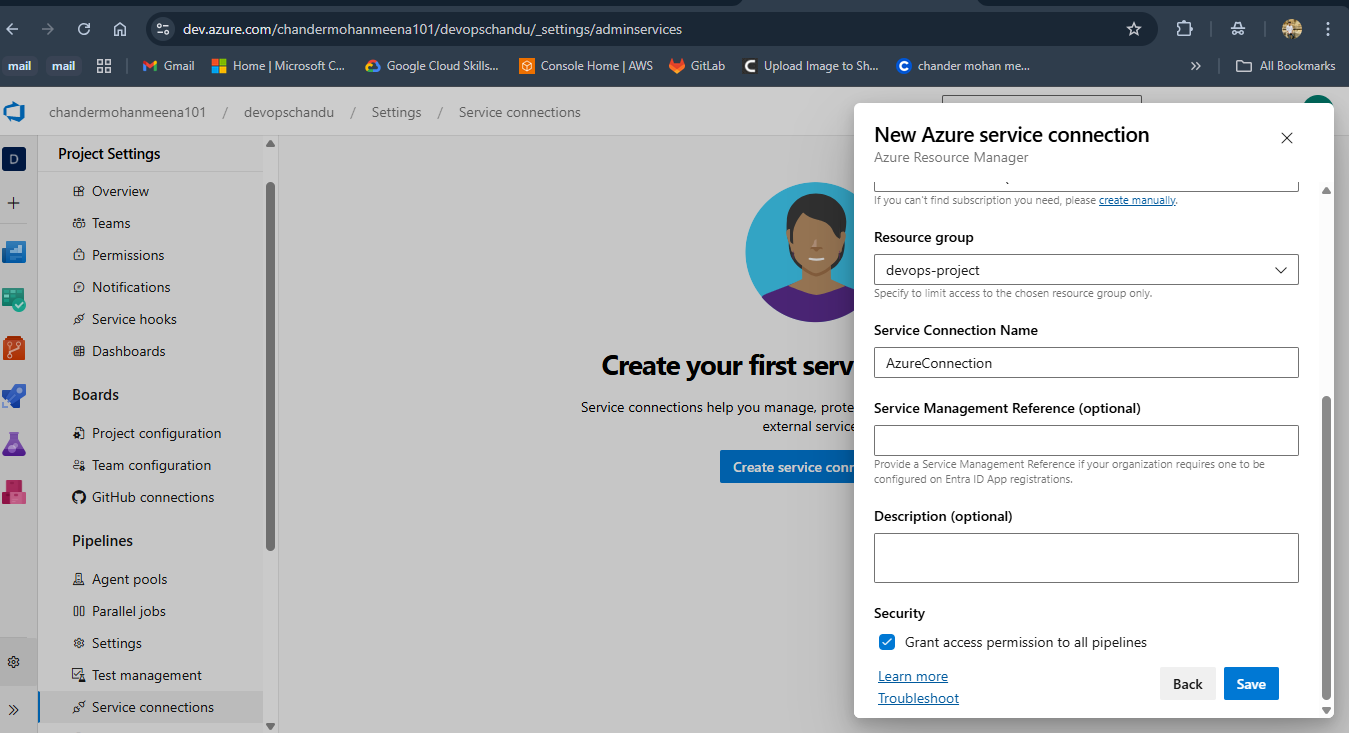 dev.azure.com/chandermohanmeena101/devopschandu/_settings/adminservices
mail
mail
Gmail
Home | Microsoft C...
Google Cloud Skills...
Console Home | AWS
GitLab
Upload Image to Sh...
chander mohan me...
All Bookmarks
chandermohanmeena101 / devopschandu / Settings / Service connections
D
Project Settings
Overview
Teams
Permissions
Notifications
Service hooks
Dashboards
Boards
Project configuration
Team configuration
GitHub connections
Pipelines
Agent pools
Parallel jobs
Settings
Test management
Service connections
Create your first serv
Service connections help you manage, prote
external service
Create service conn
New Azure service connection
Azure Resource Manager
If you can't find subscription you need, please create manually.
Resource group
devops-project
Specify to limit access to the chosen resource group only.
Service Connection Name
AzureConnection
Service Management Reference (optional)
Provide a Service Management Reference if your organization requires one to be
configured on Entra ID App registrations.
Description (optional)
Security
Grant access permission to all pipelines
Learn more
Troubleshoot
Back
Save